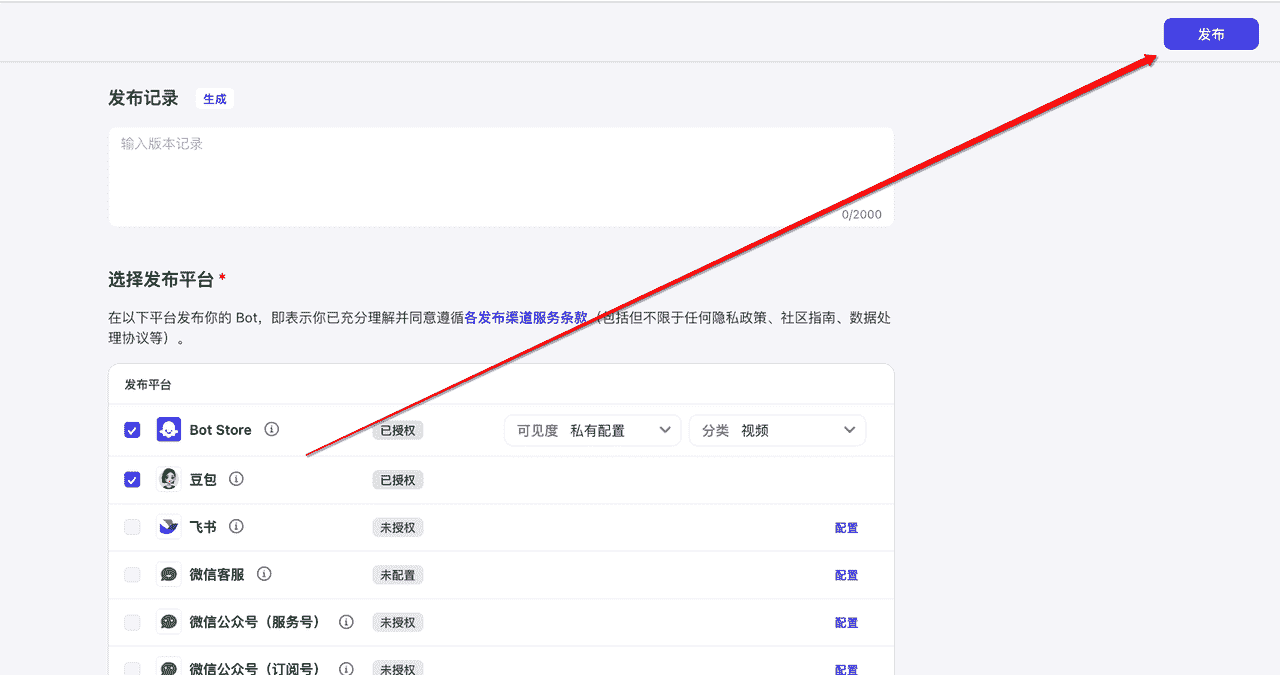 发布
发布记录 生成
输入版本记录
0/2000
选择发布平台 *
在以下平台发布你的 Bot，即表示你已充分理解并同意遵循各发布渠道服务条款（包括但不限于任何隐私政策、社区指南、数据处
理协议等）。
发布平台
Bot Store 已授权 可见度 私有配置 分类 视频
豆包 已授权
飞书 未授权 配置
微信客服 未配置 配置
微信公众号（服务号） 未授权 配置
微信公众号（订阅号） 未授权 配置